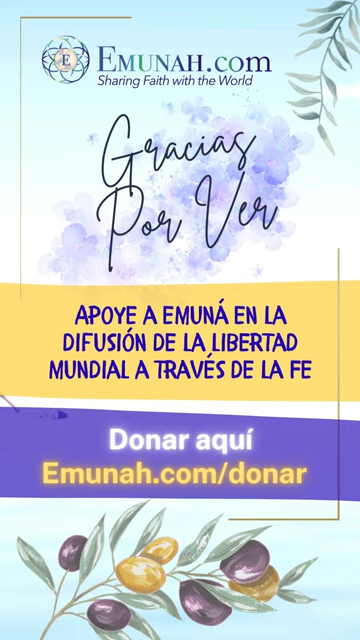 EMUNAH.com
Sharing Faith with the World
Gracias
Por Ver
APOYE A EMUNÁ EN LA
DIFUSIÓN DE LA LIBERTAD
MUNDIAL A TRAVÉS DE LA FE
Donar aquí
Emunah.com/donar